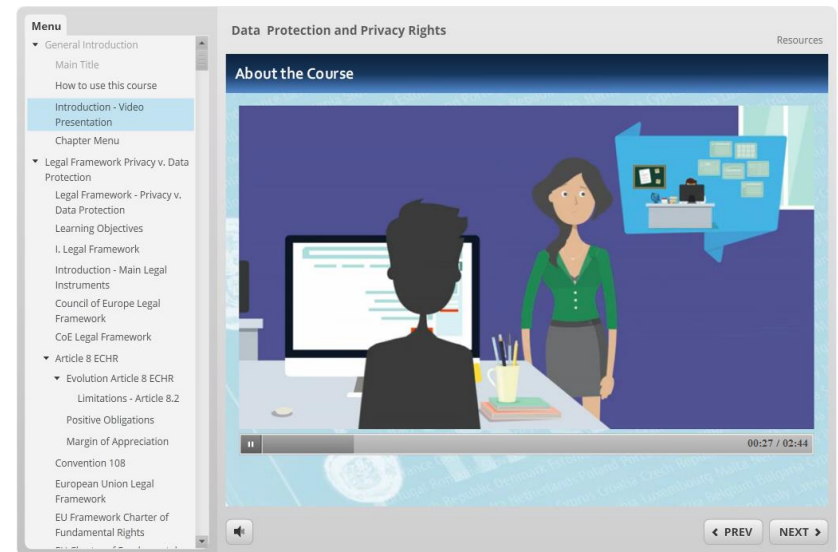 Menu
General Introduction
Main Title
How to use this course
Introduction - Video
Presentation
Chapter Menu
Legal Framework Privacy v. Data
Protection
Legal Framework - Privacy v.
Data Protection
Learning Objectives
I. Legal Framework
Introduction - Main Legal
Instruments
Council of Europe Legal
Framework
CoE Legal Framework
Article 8 ECHR
Evolution Article 8 ECHR
Limitations - Article 8.2
Positive Obligations
Margin of Appreciation
Convention 108
European Union Legal
Framework
EU Framework Charter of
Fundamental Rights
Data Protection and Privacy Rights
Resources
About the Course
00:27 / 02:44
PREV
NEXT